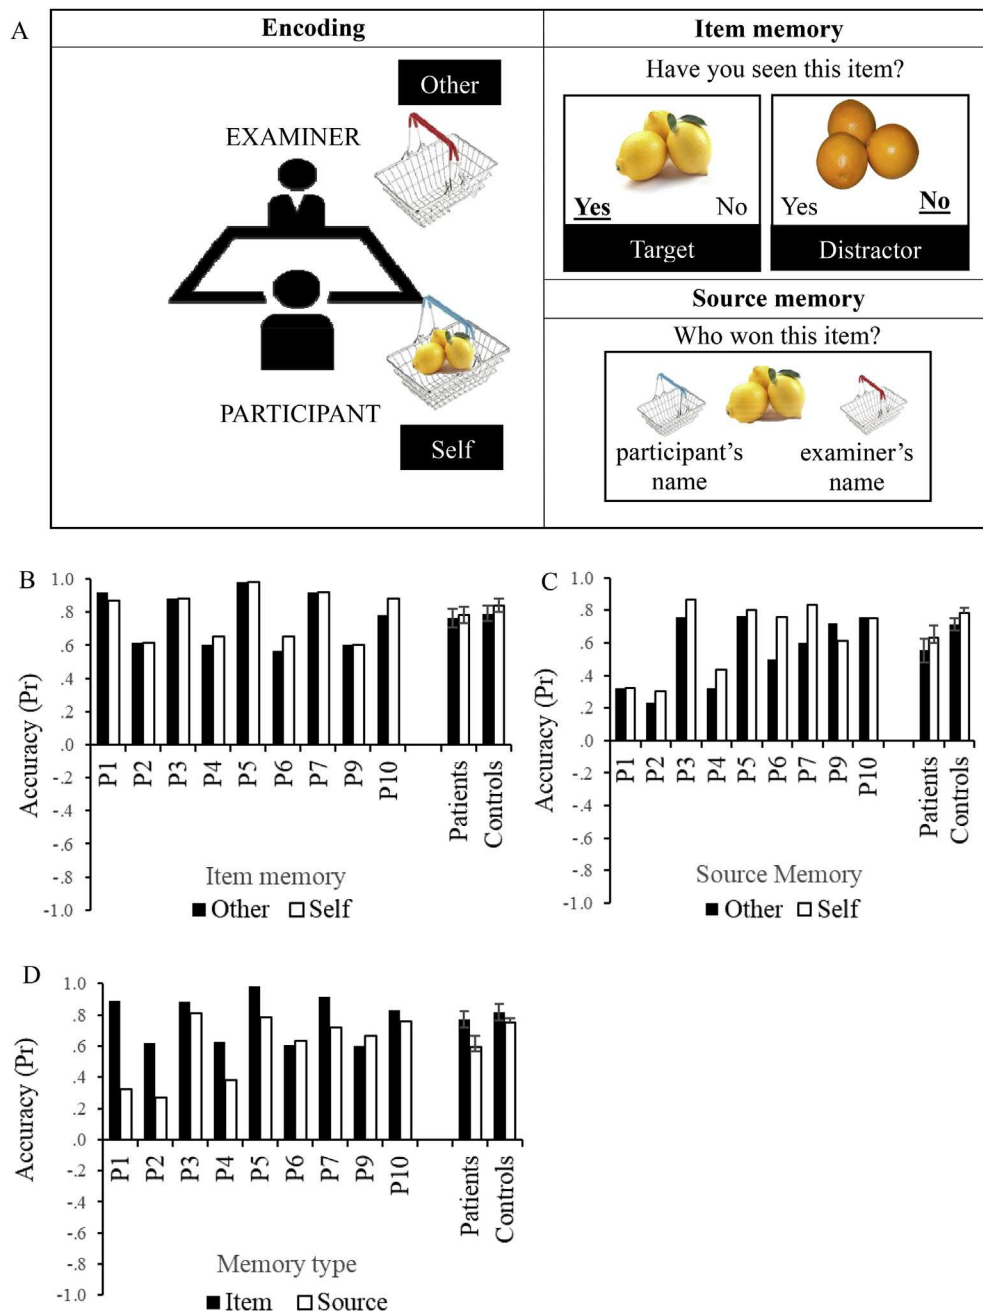 A
Encoding
Other
EXAMINER
PARTICIPANT
Self
Item memory
Have you seen this item?
Yes No
Target
Yes No
Distractor
Source memory
Who won this item?
participant's name
examiner's name
B
Accuracy (Pr)
1.0
.8
.6
.4
.2
.0
-.2
-.4
-.6
-.8
-1.0
P1 P2 P3 P4 P5 P6 P7 P9 P10 Patients Controls
Item memory
Other Self
C
Accuracy (Pr)
1.0
.8
.6
.4
.2
.0
-.2
-.4
-.6
-.8
-1.0
P1 P2 P3 P4 P5 P6 P7 P9 P10 Patients Controls
Source Memory
Other Self
D
Accuracy (Pr)
1.0
.8
.6
.4
.2
.0
-.2
-.4
-.6
-.8
-1.0
P1 P2 P3 P4 P5 P6 P7 P9 P10 Patients Controls
Memory type
Item Source